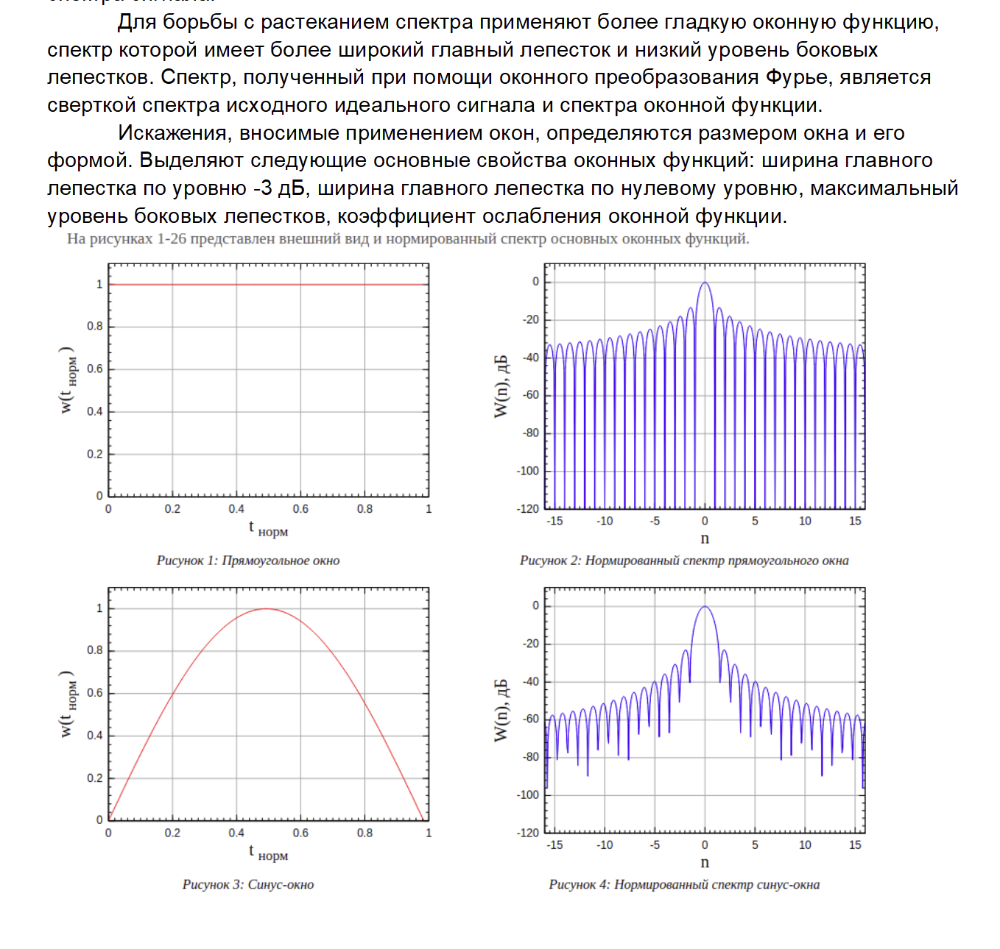 спектра сигнала.
Для борьбы с растеканием спектра применяют более гладкую оконную функцию,
спектр которой имеет более широкий главный лепесток и низкий уровень боковых
лепестков. Спектр, полученный при помощи оконного преобразования Фурье, является
сверткой спектра исходного идеального сигнала и спектра оконной функции.
Искажения, вносимые применением окон, определяются размером окна и его
формой. Выделяют следующие основные свойства оконных функций: ширина главного
лепестка по уровню -3 дБ, ширина главного лепестка по нулевому уровню, максимальный
уровень боковых лепестков, коэффициент ослабления оконной функции.
На рисунках 1-26 представлен внешний вид и нормированный спектр основных оконных функций.
w(t норм )
1
0.8
0.6
0.4
0.2
0
0 0.2 0.4 0.6 0.8 1
t норм
Рисунок 1: Прямоугольное окно
W(n), дБ
0
-20
-40
-60
-80
-100
-120
-15 -10 -5 0 5 10 15
n
Рисунок 2: Нормированный спектр прямоугольного окна
w(t норм )
1
0.8
0.6
0.4
0.2
0
0 0.2 0.4 0.6 0.8 1
t норм
Рисунок 3: Синус-окно
W(n), дБ
0
-20
-40
-60
-80
-100
-120
-15 -10 -5 0 5 10 15
n
Рисунок 4: Нормированный спектр синус-окна